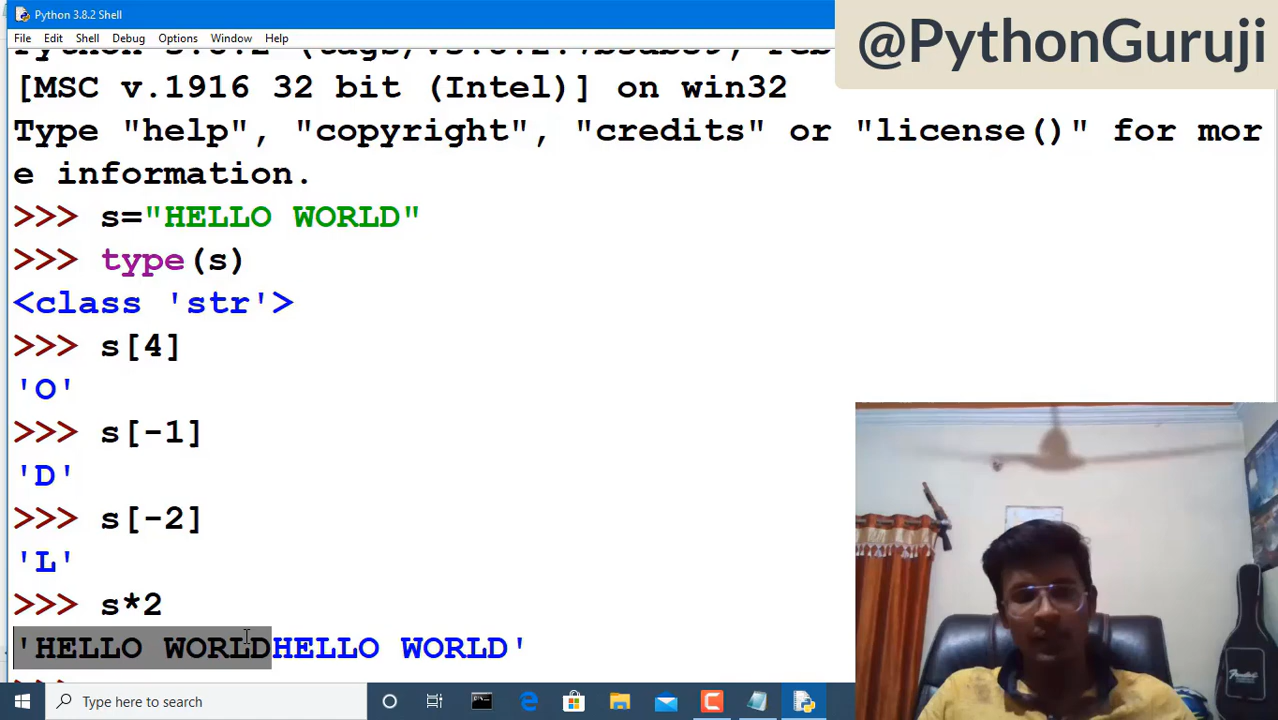 Python 3.8.2 Shell
@PythonGuruji
File Edit Shell Debug Options Window Help
[MSC v.1916 32 bit (Intel)] on win32
Type "help", "copyright", "credits" or "license()" for mor
e information.
>>> s="HELLO WORLD"
>>> type(s)
<class 'str'>
>>> s[4]
'O'
>>> s[-1]
'D'
>>> s[-2]
'L'
>>> s*2
'HELLO WORLDHELLO WORLD'
Fender
Type here to search